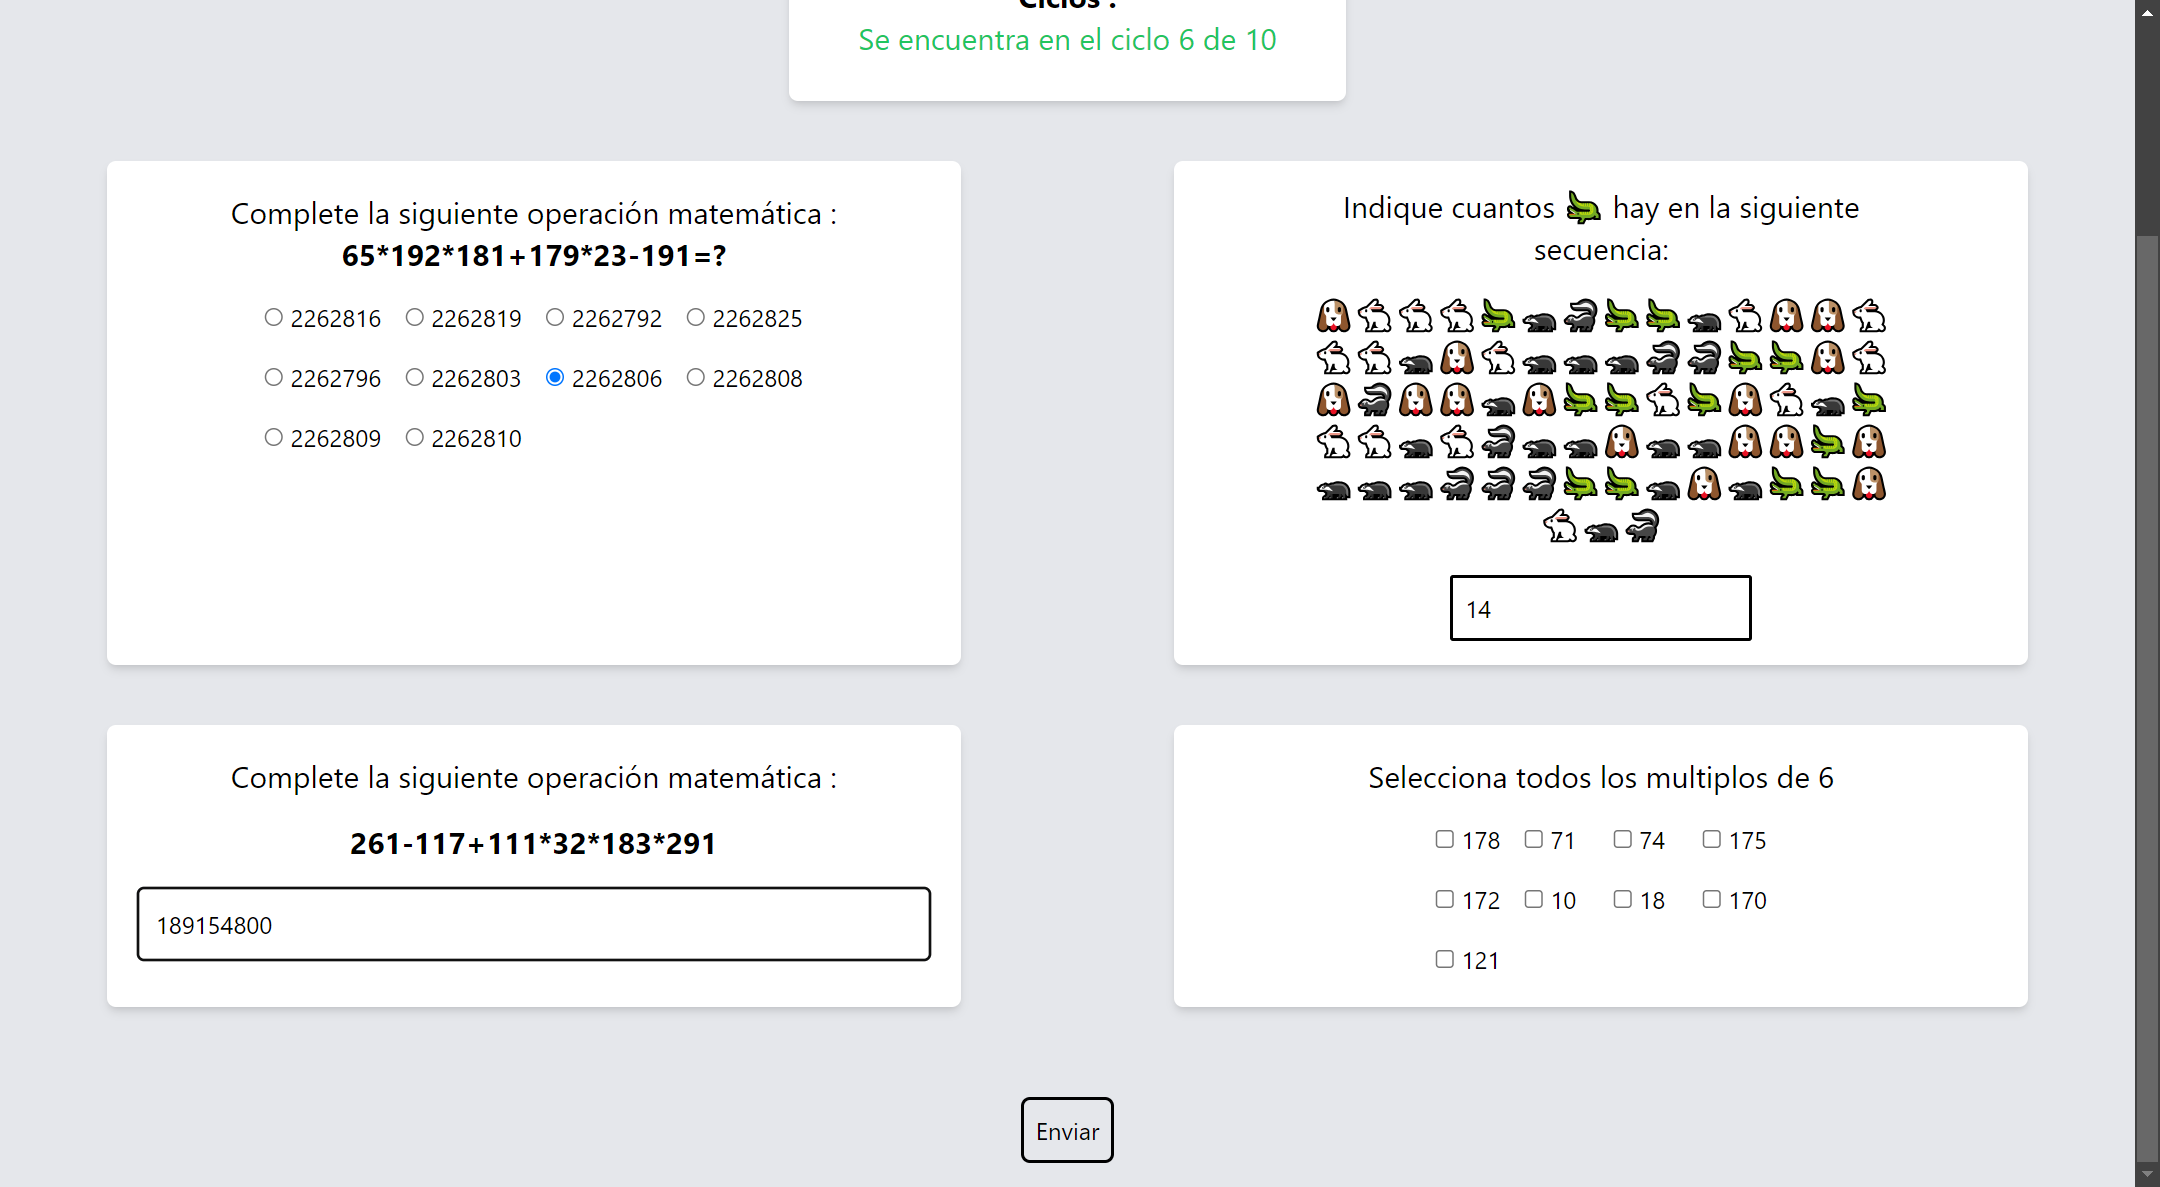 Ciclos :
Se encuentra en el ciclo 6 de 10
Complete la siguiente operación matemática :
65*192*181+179*23-191=?
2262816 2262819 2262792 2262825
2262796 2262803 2262806 2262808
2262809 2262810
Indique cuantos 🐊 hay en la siguiente
secuencia:
14
Complete la siguiente operación matemática :
261-117+111*32*183*291
189154800
Selecciona todos los multiplos de 6
178 71 74 175
172 10 18 170
121
Enviar